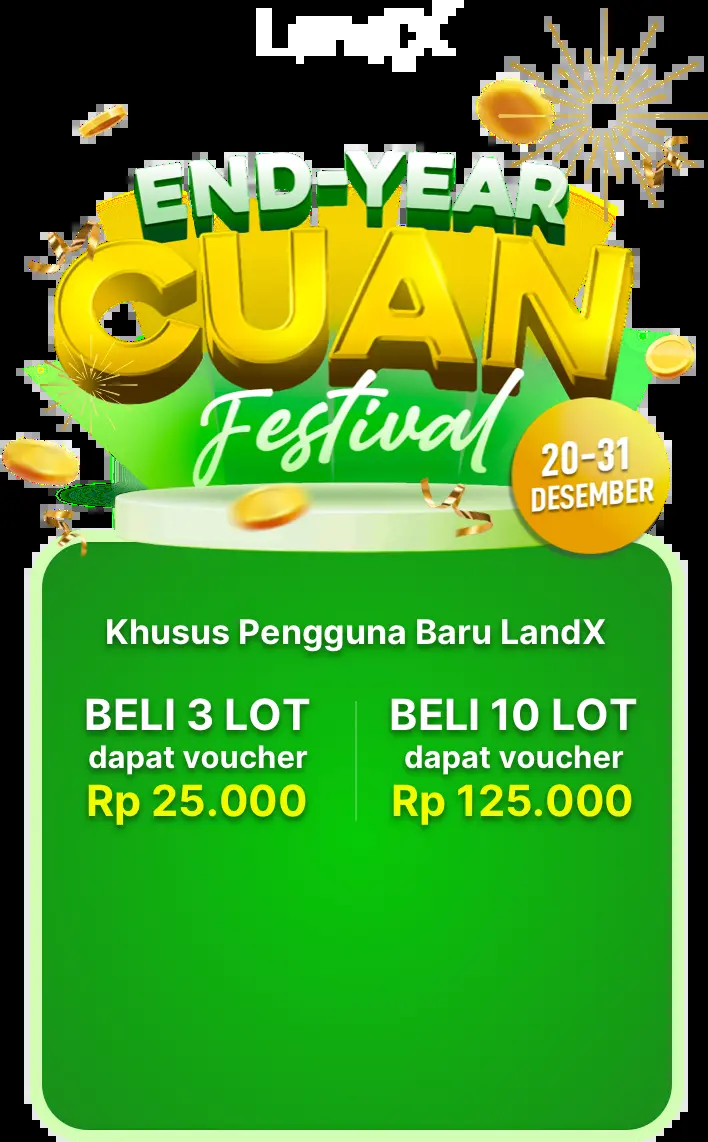 LandX
END-YEAR
CUAN
Festival
20-31
DESEMBER
Khusus Pengguna Baru LandX
BELI 3 LOT
dapat voucher
Rp 25.000
BELI 10 LOT
dapat voucher
Rp 125.000